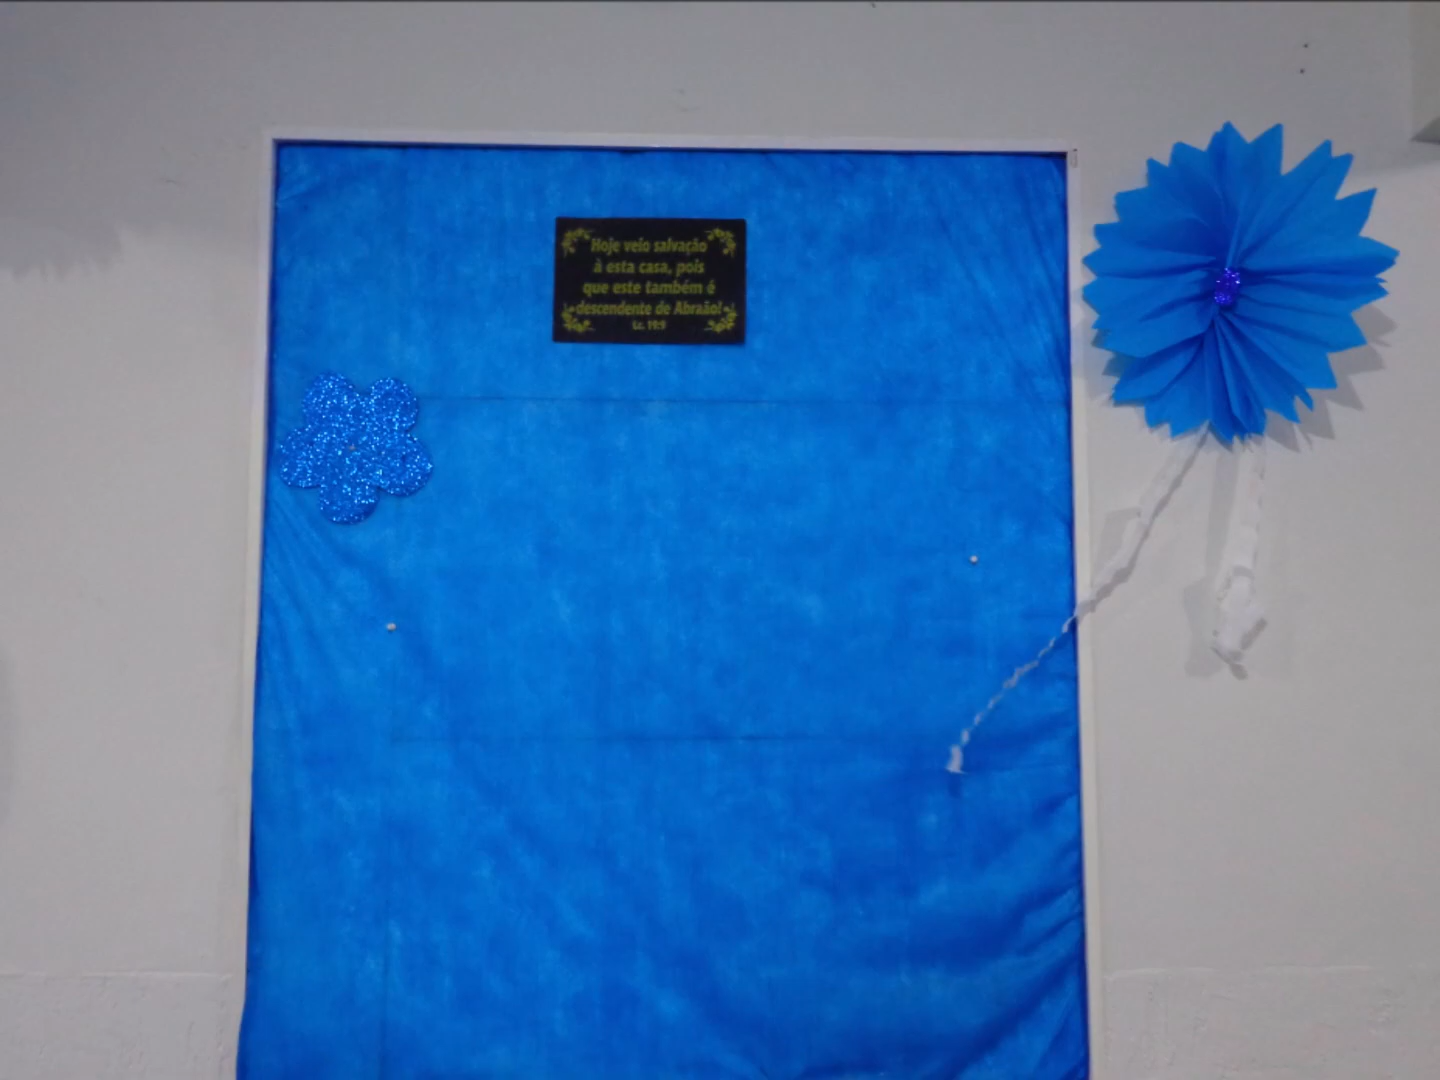 Hoje veio salvação
à esta casa, pois
que este também é
descendente de Abraão!
Lc. 19:9